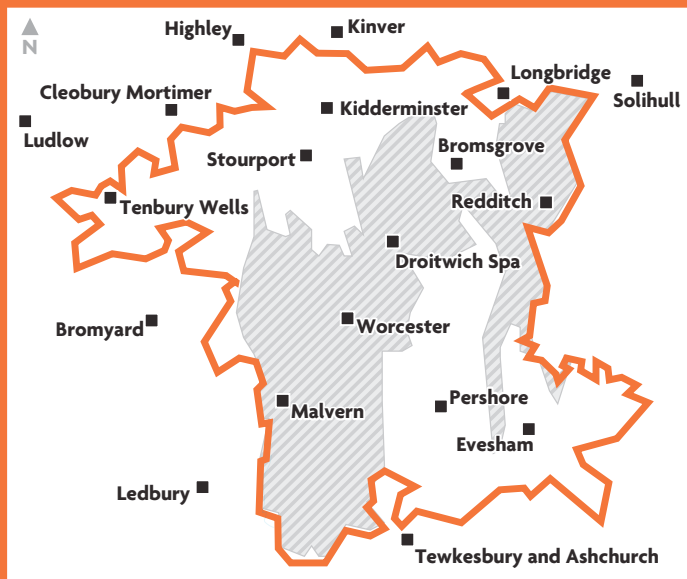 N
Highley
Kinver
Longbridge
Solihull
Cleobury Mortimer
Kidderminster
Ludlow
Stourport
Bromsgrove
Tenbury Wells
Redditch
Droitwich Spa
Bromyard
Worcester
Malvern
Pershore
Evesham
Ledbury
Tewkesbury and Ashchurch